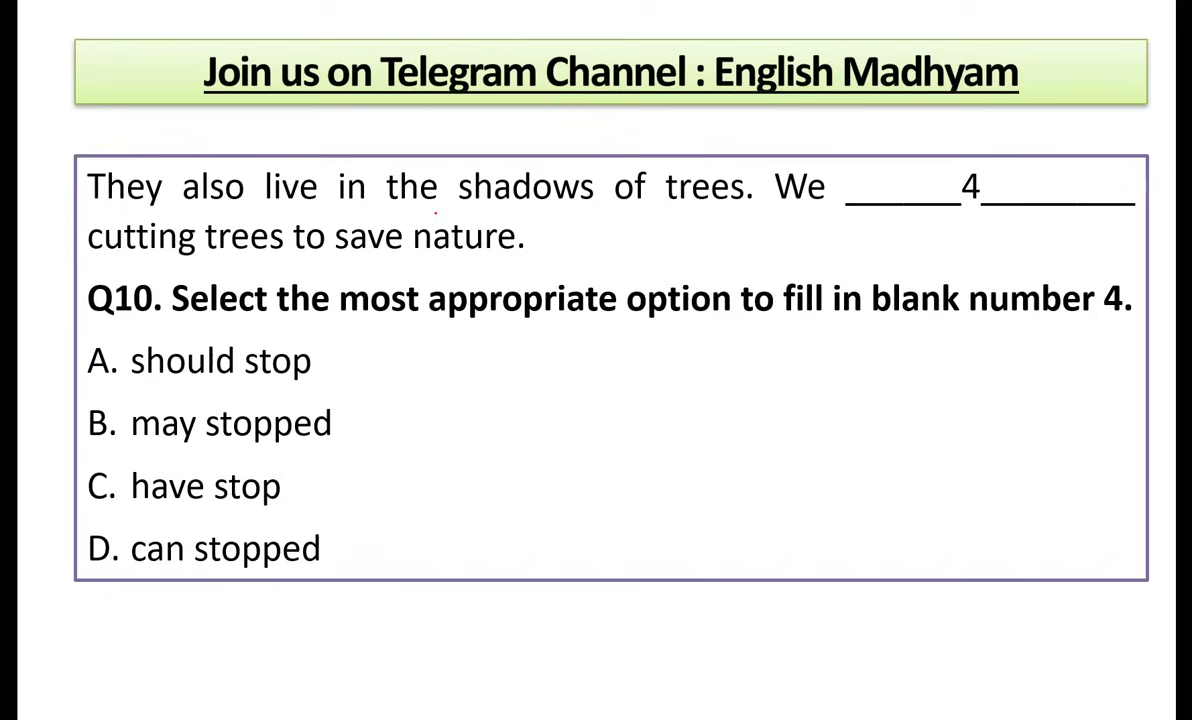 Join us on Telegram Channel : English Madhyam
They also live in the shadows of trees. We ______4________
cutting trees to save nature.
Q10. Select the most appropriate option to fill in blank number 4.
A. should stop
B. may stopped
C. have stop
D. can stopped